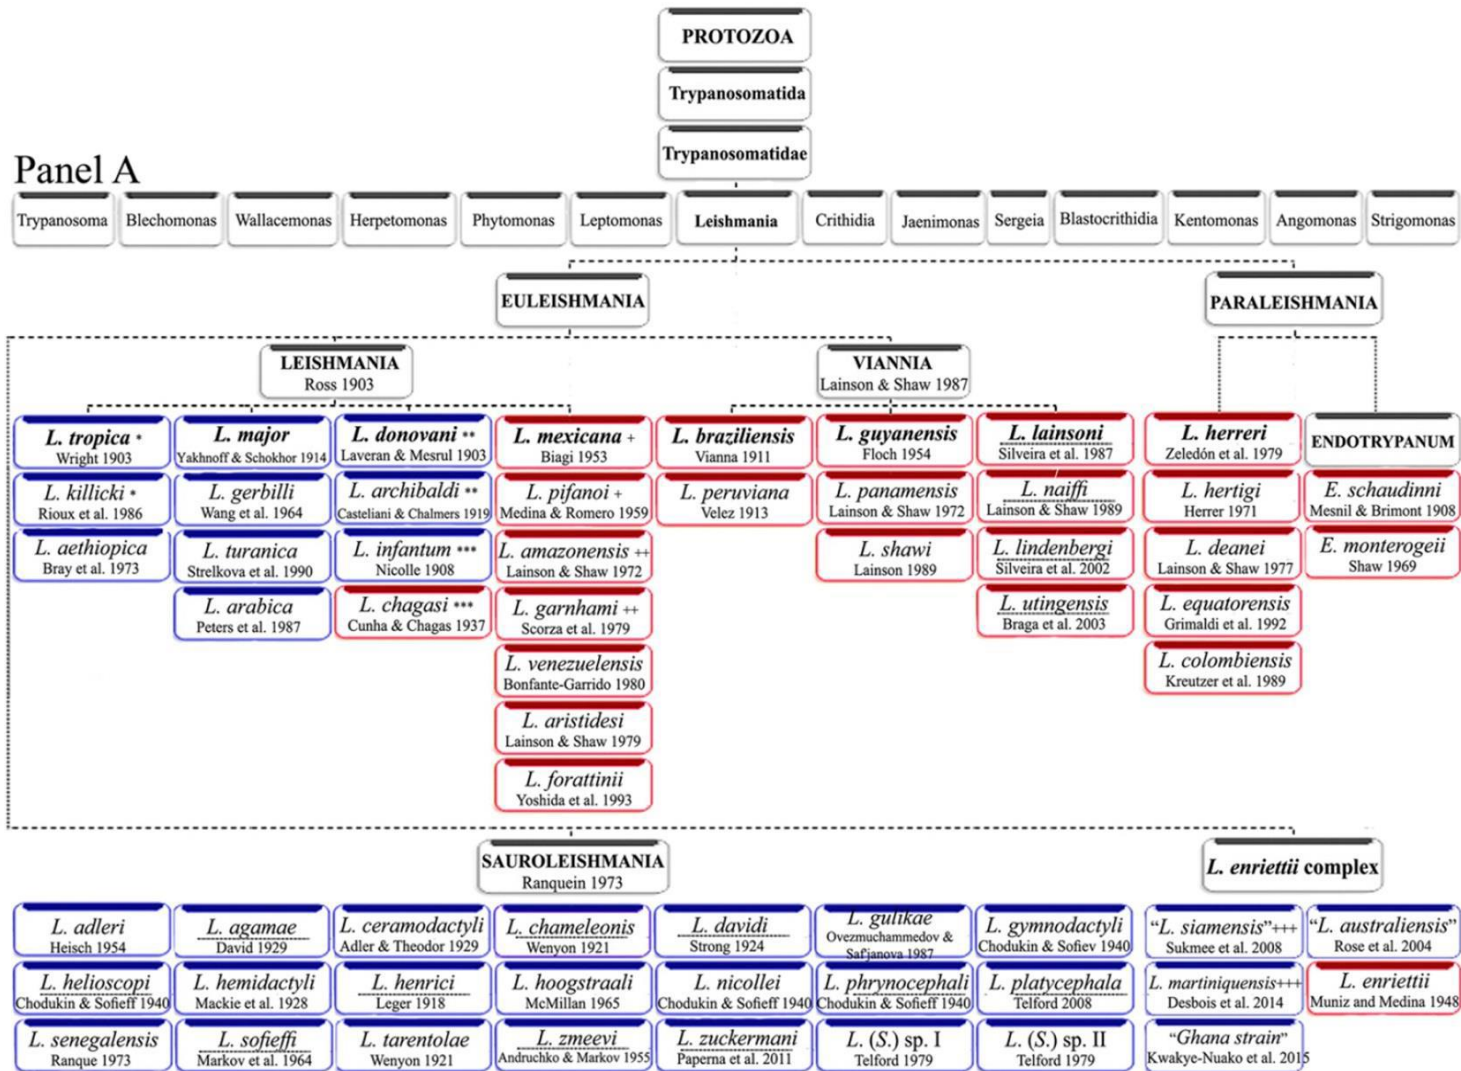 PROTOZOA
Trypanosomatida
Trypanosomatidae
Panel A
Trypanosoma
Blechomonas
Wallacemonas
Herpetomonas
Phytomonas
Leptomonas
Leishmania
Crithidia
Jaenimonas
Sergeia
Blastocrithidia
Kentomonas
Angomonas
Strigomonas
EULEISHMANIA
PARALEISHMANIA
LEISHMANIA
Ross 1903
VIANNIA
Lainson & Shaw 1987
L. tropica *
Wright 1903
L. killicki *
Rioux et al. 1986
L. aethiopica
Bray et al. 1973
L. major
Yakhnoff & Schokhor 1914
L. gerbilli
Wang et al. 1964
L. turanica
Strelkova et al. 1990
L. arabica
Peters et al. 1987
L. donovani **
Laveran & Mesrul 1903
L. archibaldi **
Casteliani & Chalmers 1919
L. infantum ***
Nicolle 1908
L. chagasi ***
Cunha & Chagas 1937
L. mexicana +
Biagi 1953
L. pifanoi +
Medina & Romero 1959
L. amazonensis ++
Lainson & Shaw 1972
L. garnhami ++
Scorza et al. 1979
L. venezuelensis
Bonfante-Garrido 1980
L. aristidesi
Lainson & Shaw 1979
L. forattinii
Yoshida et al. 1993
L. braziliensis
Vianna 1911
L. peruviana
Velez 1913
L. guyanensis
Floch 1954
L. panamensis
Lainson & Shaw 1972
L. shawi
Lainson 1989
L. lainsoni
Silveira et al. 1987
L. naiffi
Lainson & Shaw 1989
L. lindenbergi
Silveira et al. 2002
L. utingensis
Braga et al. 2003
L. herreri
Zeledón et al. 1979
L. hertigi
Herrer 1971
L. deanei
Lainson & Shaw 1977
L. equatorensis
Grimaldi et al. 1992
L. colombiensis
Kreutzer et al. 1989
ENDOTRYPANUM
E. schaudinni
Mesnil & Brimont 1908
E. monterogeii
Shaw 1969
SAUROLEISHMANIA
Ranquein 1973
L. enriettii complex
L. adleri
Heisch 1954
L. agamae
David 1929
L. ceramodactyli
Adler & Theodor 1929
L. chameleonis
Wenyon 1921
L. davidi
Strong 1924
L. gulikae
Ovezmuchammedov &
Saf'janova 1987
L. gymnodactyli
Chodukin & Sofiev 1940
"L. siamensis"+++
Sukmee et al. 2008
"L. australiensis"
Rose et al. 2004
L. helioscopi
Chodukin & Sofieff 1940
L. hemidactyli
Mackie et al. 1928
L. henrici
Leger 1918
L. hoogstraali
McMillan 1965
L. nicollei
Chodukin & Sofieff 1940
L. phrynocephali
Chodukin & Sofieff 1940
L. platycephala
Telford 2008
L. martiniquensis+++
Desbois et al. 2014
L. enriettii
Muniz and Medina 1948
L. senegalensis
Ranque 1973
L. sofieffi
Markov et al. 1964
L. tarentolae
Wenyon 1921
L. zmeevi
Andruchko & Markov 1955
L. zuckermani
Paperna et al. 2011
L. (S.) sp. I
Telford 1979
L. (S.) sp. II
Telford 1979
"Ghana strain"
Kwakye-Nuako et al. 2015